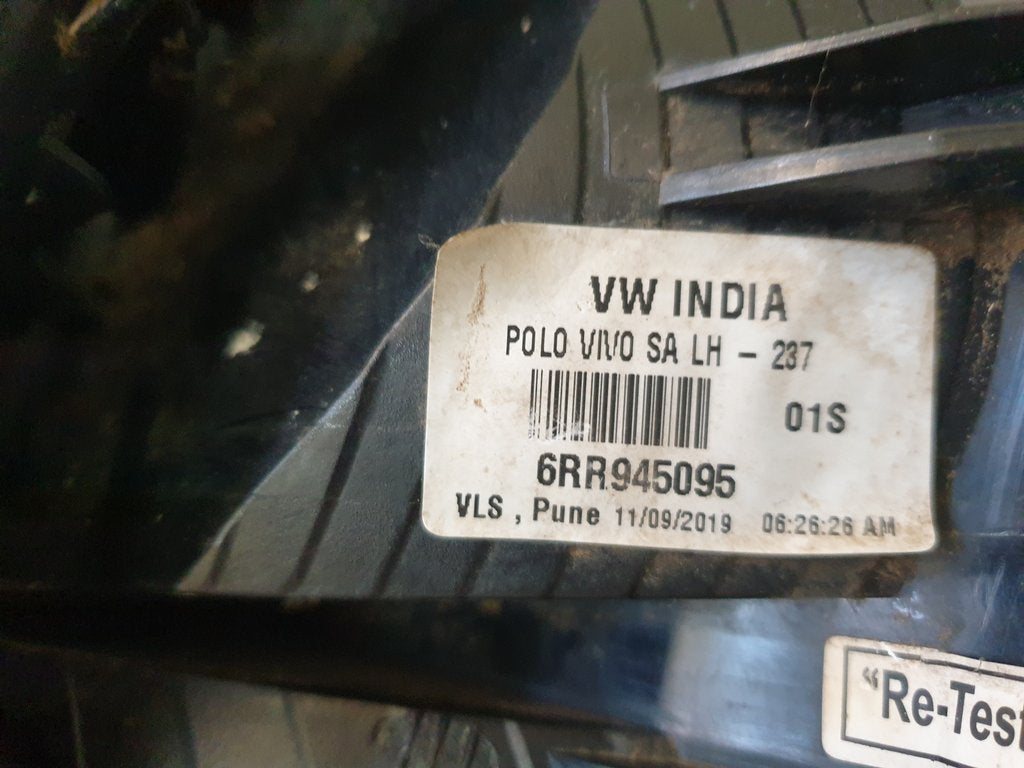 VW INDIA
POLO VIVO SA LH - 237
01S
6RR945095
VLS , Pune 11/09/2019 06:26:26 AM
"Re-Test